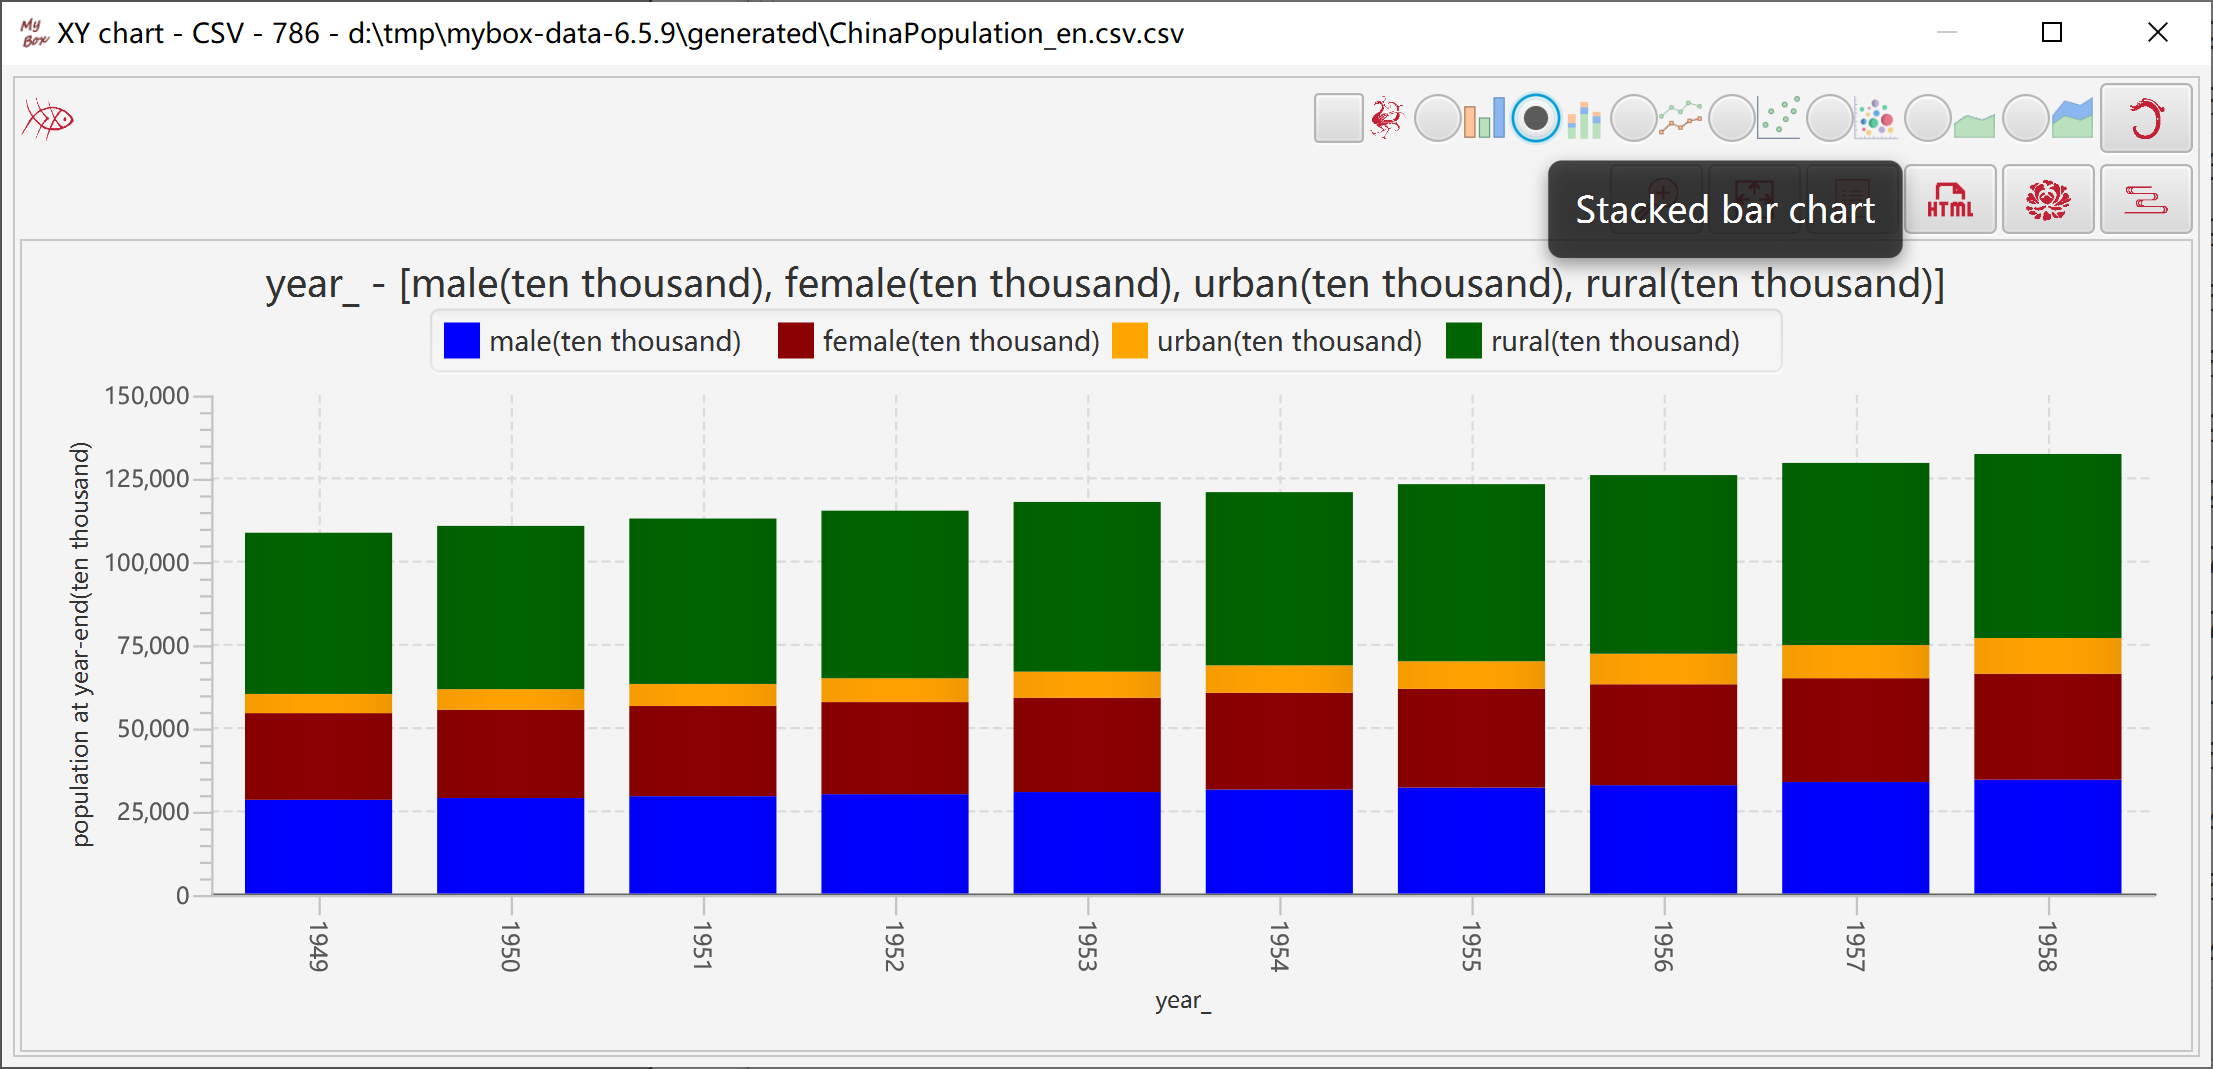 My Box XY chart - CSV - 786 - d:\tmp\mybox-data-6.5.9\generated\ChinaPopulation_en.csv.csv
Stacked bar chart
HTML
year_ - [male(ten thousand), female(ten thousand), urban(ten thousand), rural(ten thousand)]
male(ten thousand) female(ten thousand) urban(ten thousand) rural(ten thousand)
population at year-end(ten thousand)
150,000
125,000
100,000
75,000
50,000
25,000
0
1949 1950 1951 1952 1953 1954 1955 1956 1957 1958
year_